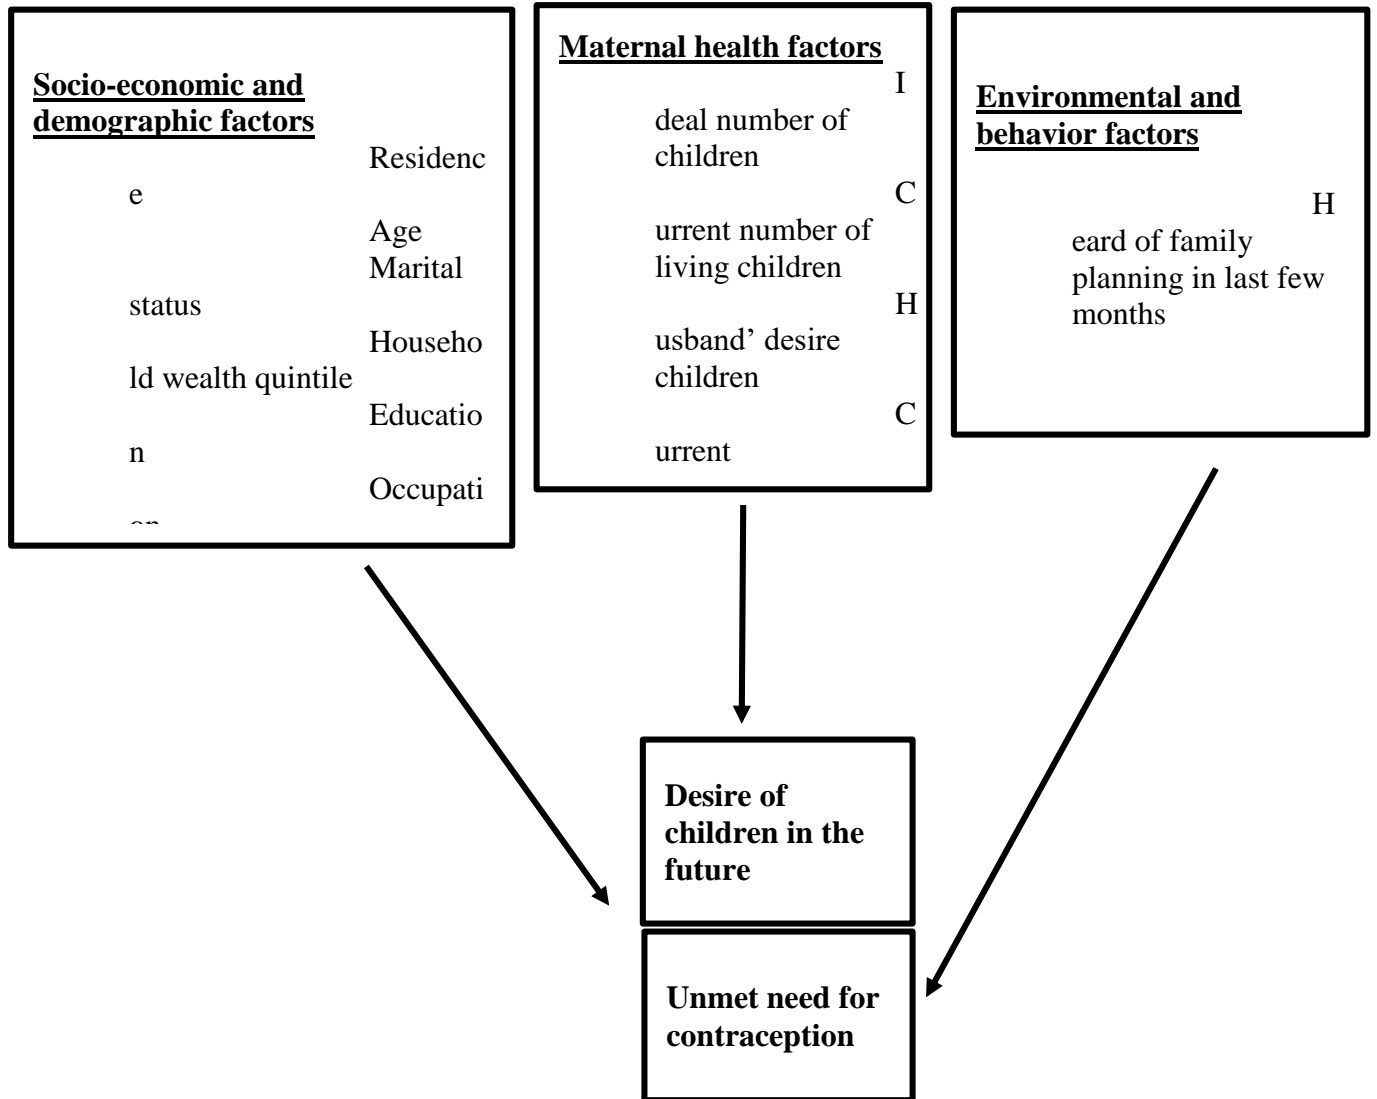 Socio-economic and
demographic factors
Residenc
e
Age
Marital
status
Househo
ld wealth quintile
Educatio
n
Occupati
on
Maternal health factors
I
deal number of
children
C
urrent number of
living children
H
usband’ desire
children
C
urrent
Environmental and
behavior factors
H
eard of family
planning in last few
months
Desire of
children in the
future
Unmet need for
contraception